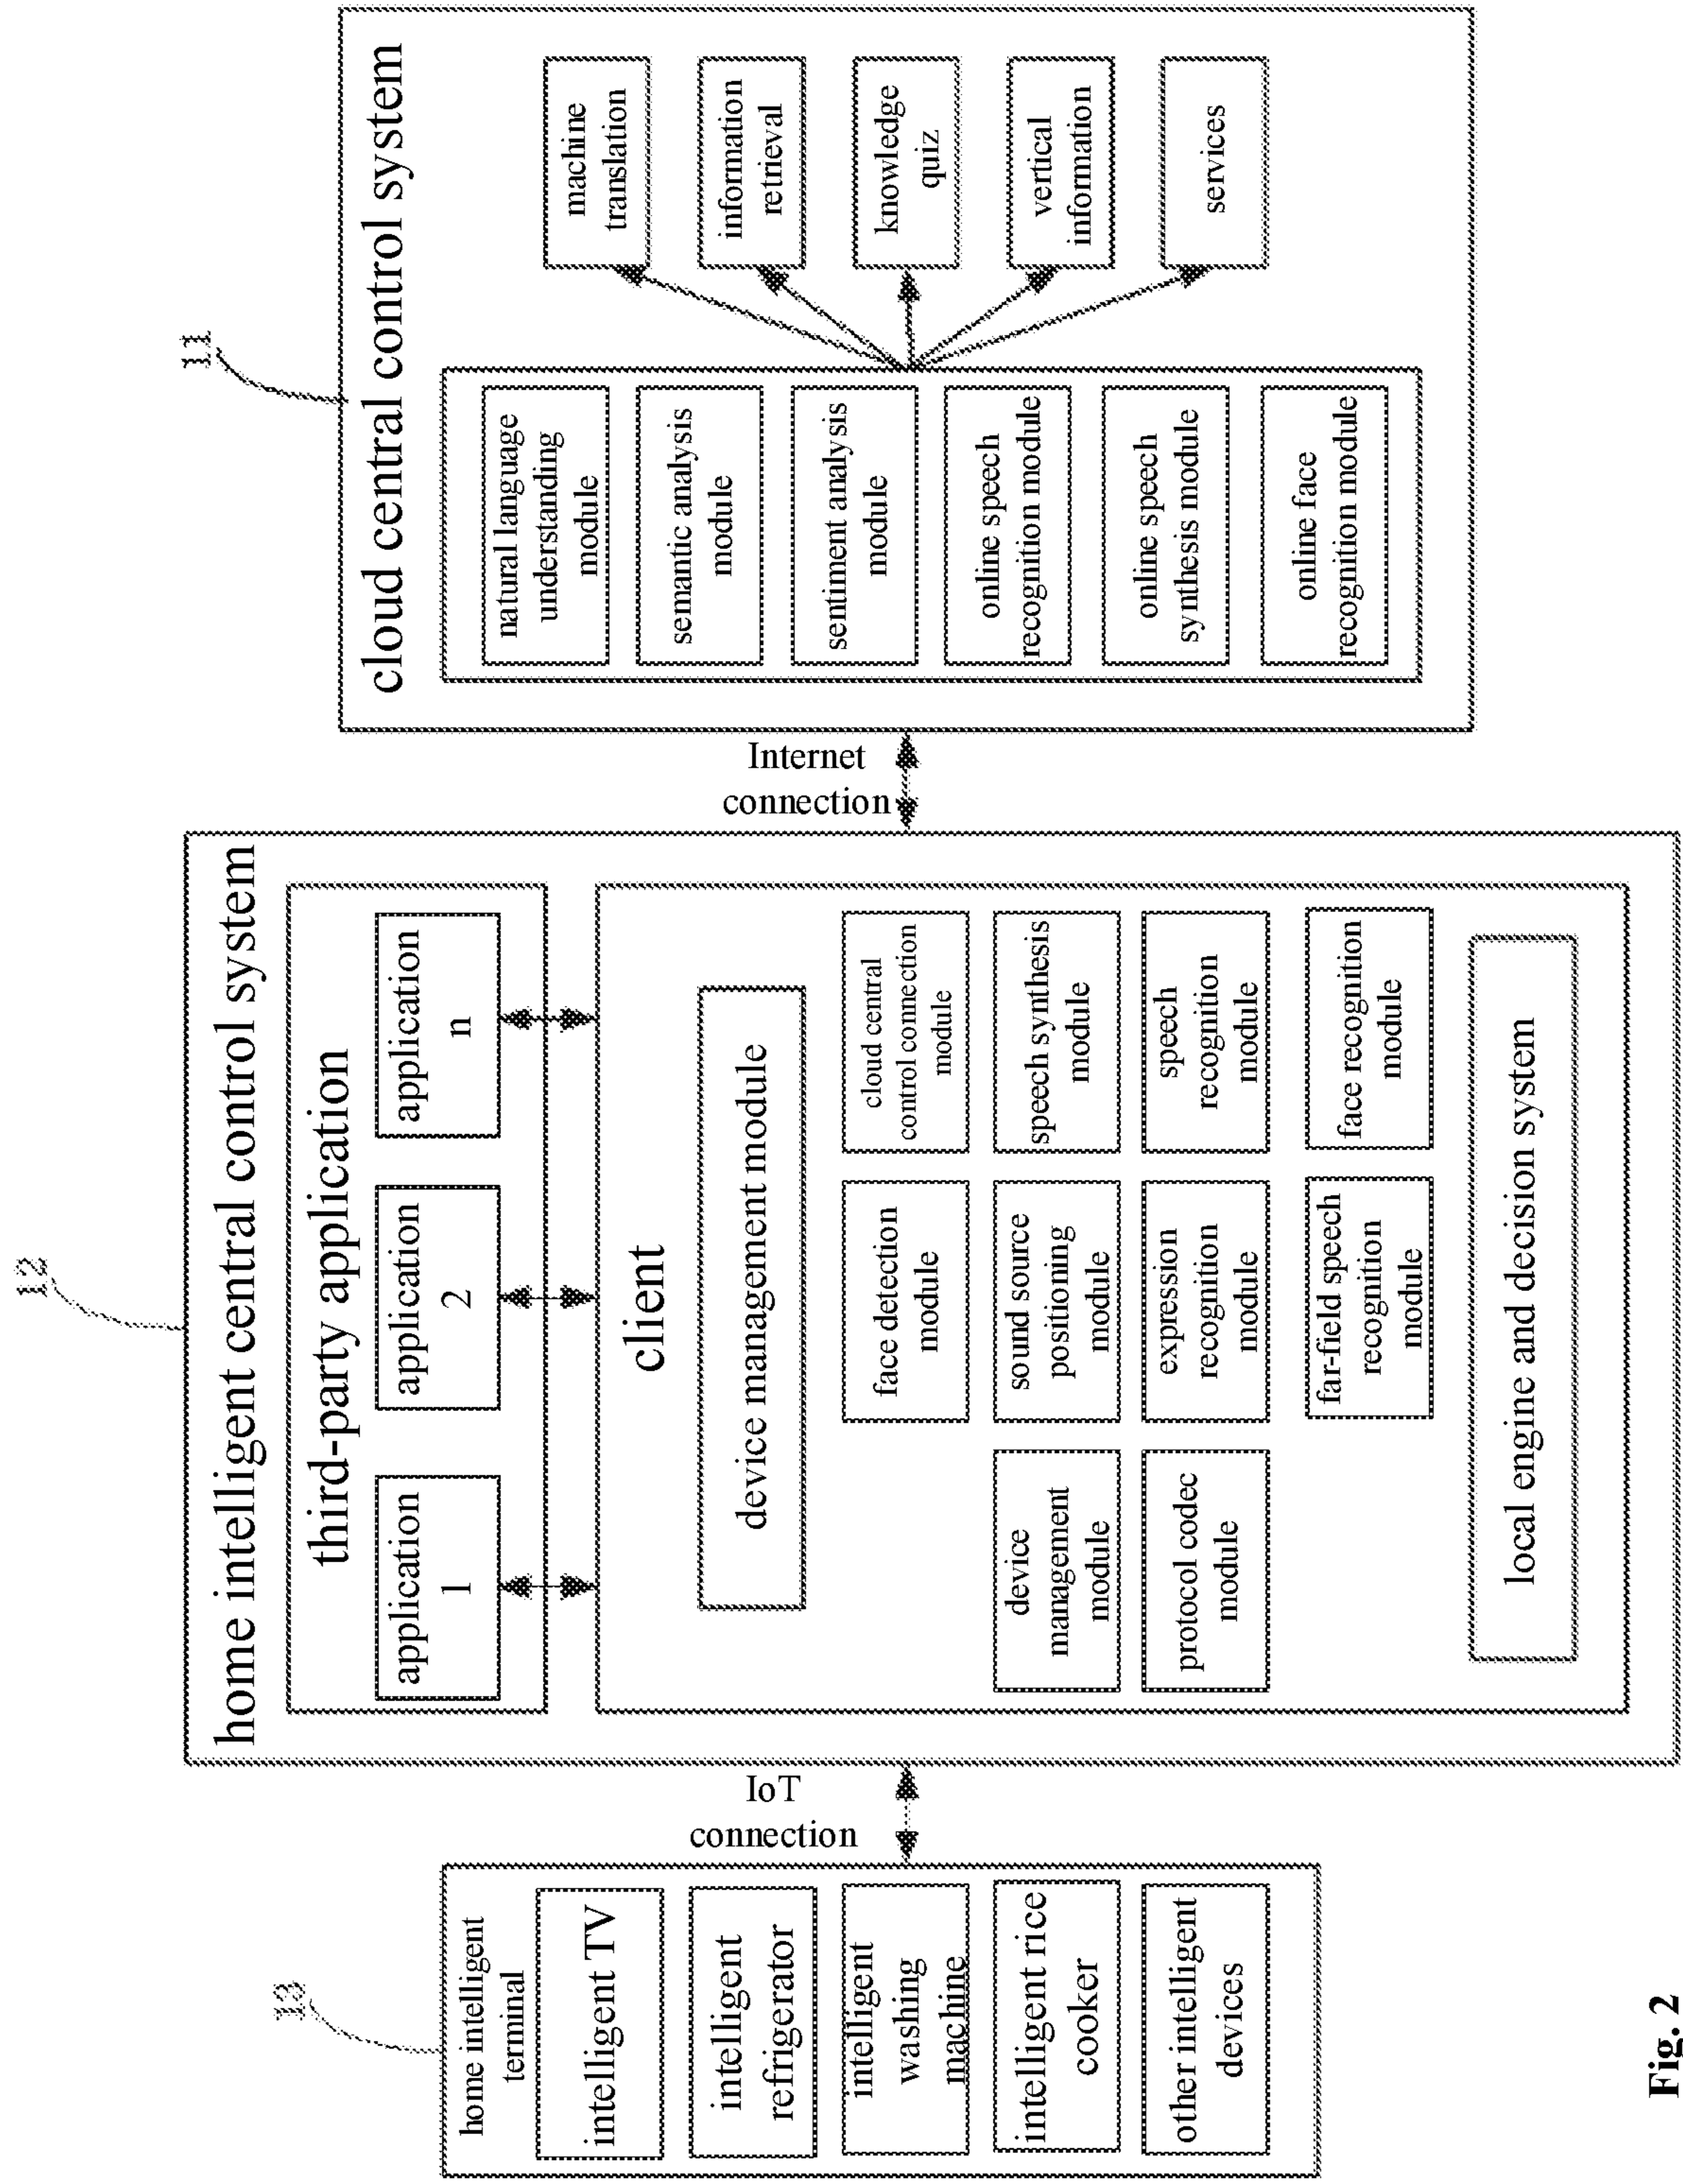 13
home intelligent
terminal
intelligent TV
intelligent
refrigerator
intelligent
washing
machine
intelligent rice
cooker
other intelligent
devices
IoT
connection
12
home intelligent central control system
third-party application
application
1
application
2
application
n
client
device management module
face detection
module
cloud central
control connection
module
device
management
module
sound source
positioning
module
speech synthesis
module
protocol codec
module
expression
recognition
module
speech
recognition
module
far-field speech
recognition
module
face recognition
module
local engine and decision system
Internet
connection
11
cloud central control system
natural language
understanding
module
semantic analysis
module
sentiment analysis
module
online speech
recognition module
online speech
synthesis module
online face
recognition module
machine
translation
information
retrieval
knowledge
quiz
vertical
information
services
Fig. 2